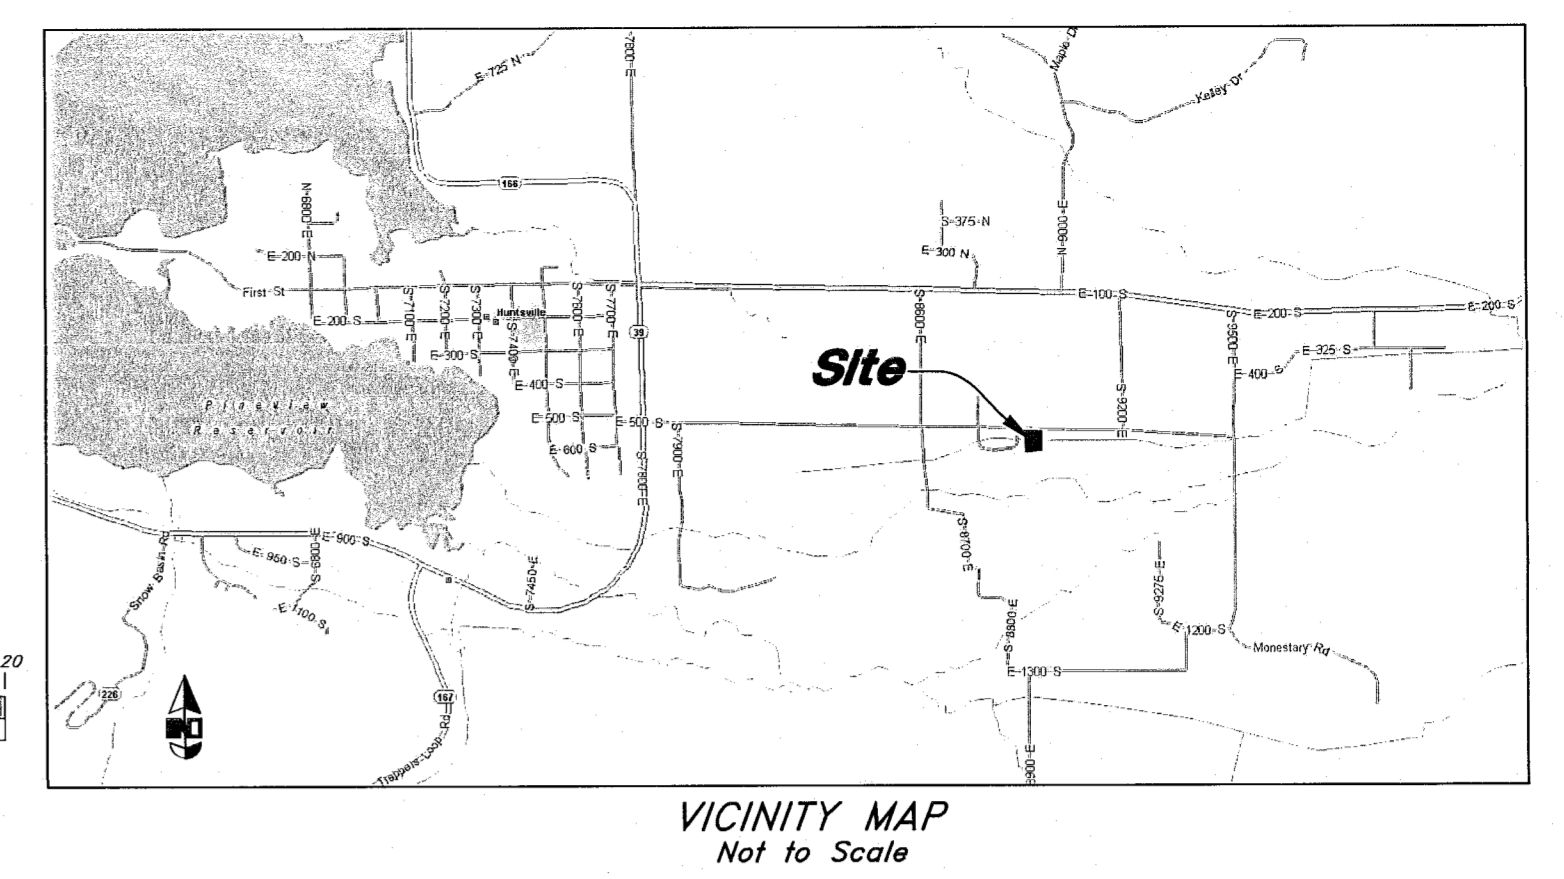 Maple Dr
E 725 N
7800 E
Kelley Dr
166
N 6800 E
9000 E
N
S 375 N
E 300 N
E 200 N
First St
E 100 S
E 200 S
E 200 S
S 7100 E
S 7200 E
S 7300 E
S 7400 E
S 7600 E
S 7700 E
S 8600 E
S 9200 E
S 9500 E
E 200 S
Huntsville
39
E 325 S
E 300 S
Site
E 400 S
E 400 S
Pineview
Reservoir
E 500 S
E 500 S
E 600 S
S 7800 E
S 7900 E
S 8700 E
E 900 S
Snow Basin Rd
E 950 S
6800 E
S
S 7450 E
S 9275 E
E 1100 S
S 8800 E
E 1200 S
Monestary Rd
20
E 1300 S
226
167
Trappers Loop Rd
8900 E
VICINITY MAP
Not to Scale